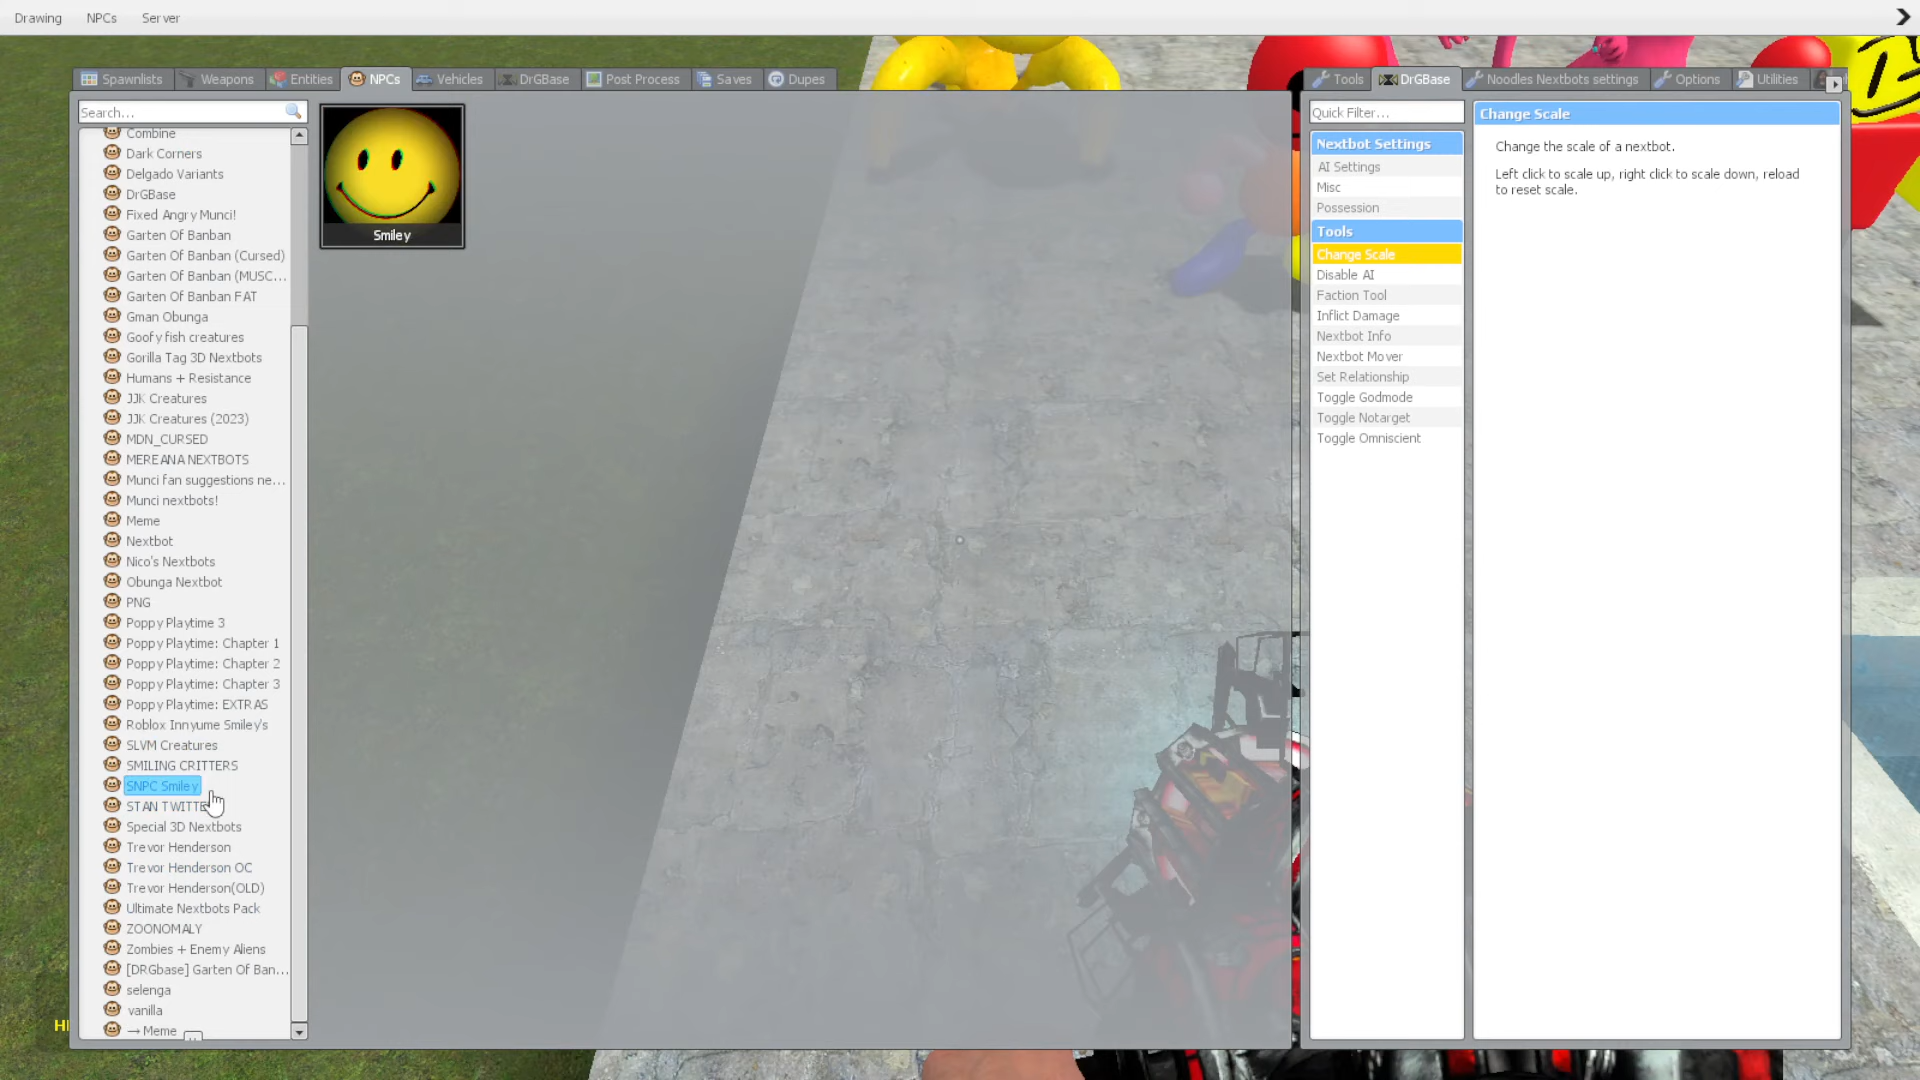 Drawing NPCs Server
Spawnlists Weapons Entities NPCs Vehicles DrGBase Post Process Saves Dupes
Tools DrGBase Noodles Nextbots settings Options Utilities
Search...
Combine
Dark Corners
Delgado Variants
DrGBase
Fixed Angry Munci!
Garten Of Banban
Garten Of Banban (Cursed)
Garten Of Banban (MUSC...
Garten Of Banban FAT
Gman Obunga
Goofy fish creatures
Gorilla Tag 3D Nextbots
Humans + Resistance
JJK Creatures
JJK Creatures (2023)
MDN_CURSED
MEREANA NEXTBOTS
Munci fan suggestions ne...
Munci nextbots!
Meme
Nextbot
Nico's Nextbots
Obunga Nextbot
PNG
Poppy Playtime 3
Poppy Playtime: Chapter 1
Poppy Playtime: Chapter 2
Poppy Playtime: Chapter 3
Poppy Playtime: EXTRAS
Roblox Innyume Smiley's
SLVM Creatures
SMILING CRITTERS
SNPC Smiley
STAN
Special 3D Nextbots
Trevor Henderson
Trevor Henderson OC
Trevor Henderson(OLD)
Ultimate Nextbots Pack
ZOONOMALY
Zombies + Enemy Aliens
[DRGbase] Garten Of Ban...
selenga
vanilla
→ Meme
Smiley
Quick Filter...
Nextbot Settings
AI Settings
Misc
Possession
Tools
Change Scale
Disable AI
Faction Tool
Inflict Damage
Nextbot Info
Nextbot Mover
Set Relationship
Toggle Godmode
Toggle Notarget
Toggle Omniscient
Change Scale
Change the scale of a nextbot.
Left click to scale up, right click to scale down, reload
to reset scale.